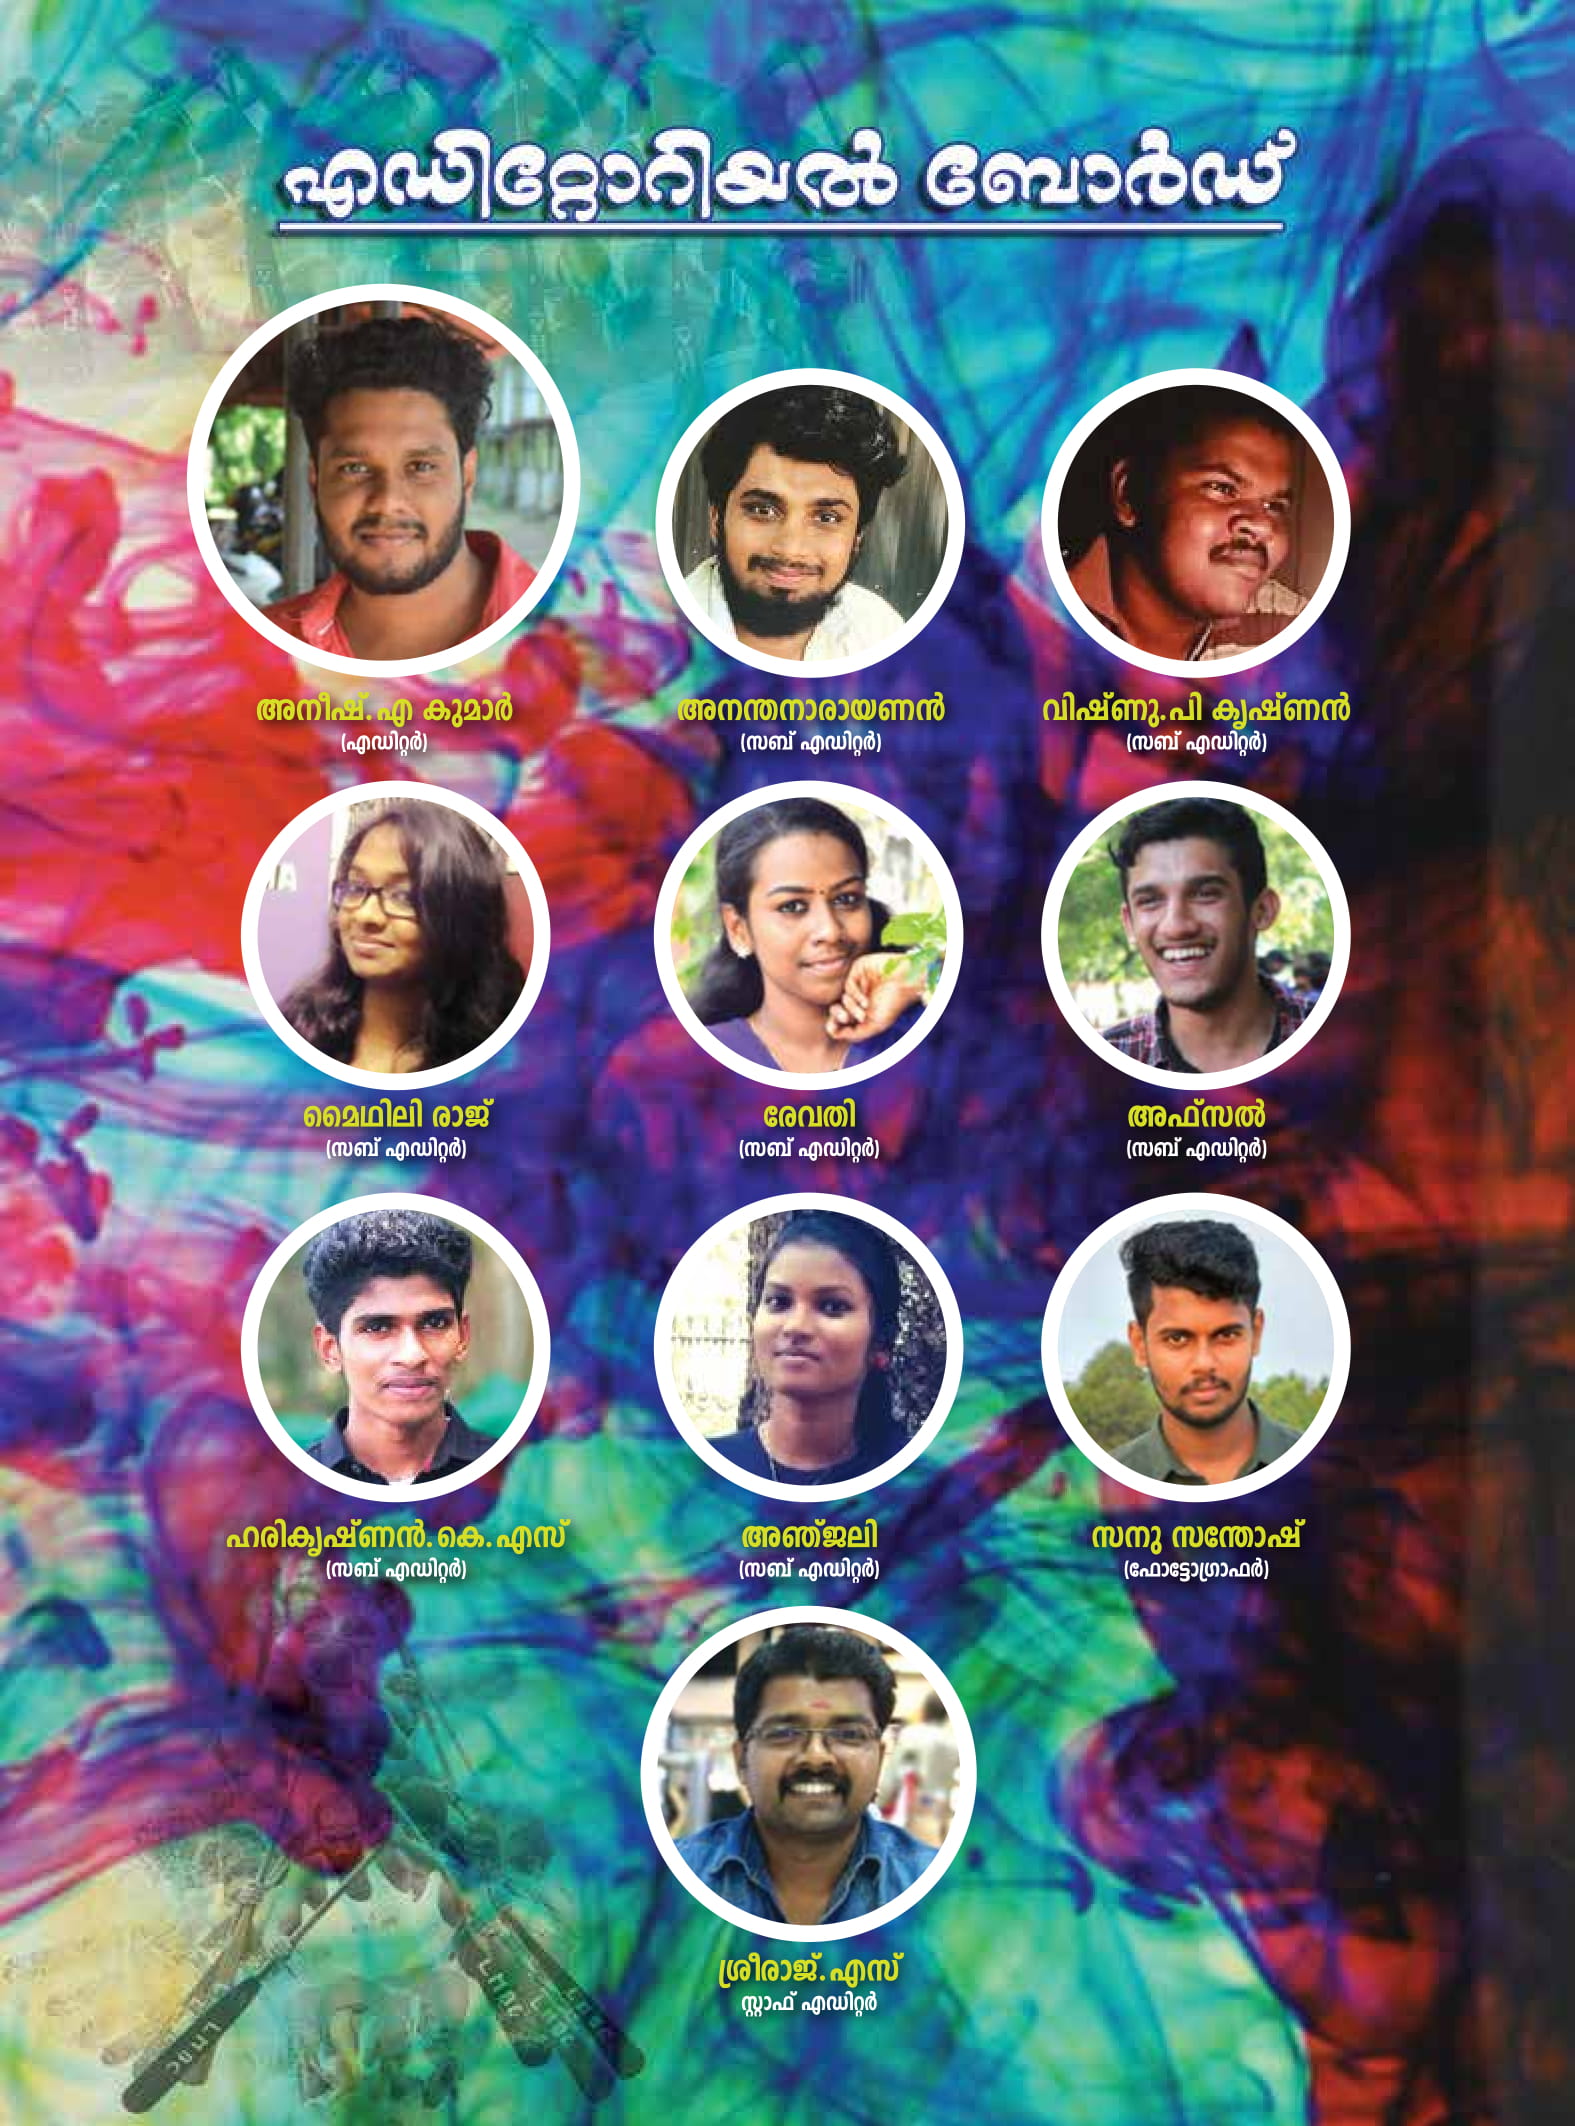 എഡിറ്റോറിയൽ ബോർഡ്
അനീഷ്.എ കുമാർ
(എഡിറ്റർ)
അനന്തനാരായണൻ
(സബ് എഡിറ്റർ)
വിഷ്ണു.പി കൃഷ്ണൻ
(സബ് എഡിറ്റർ)
മൈഥിലി രാജ്
(സബ് എഡിറ്റർ)
രേവതി
(സബ് എഡിറ്റർ)
അഫ്സൽ
(സബ് എഡിറ്റർ)
ഹരികൃഷ്ണൻ.കെ.എസ്
(സബ് എഡിറ്റർ)
അഞ്ജലി
(സബ് എഡിറ്റർ)
സനു സന്തോഷ്
(ഫോട്ടോഗ്രാഫർ)
ശ്രീരാജ്.എസ്
സ്റ്റാഫ് എഡിറ്റർ